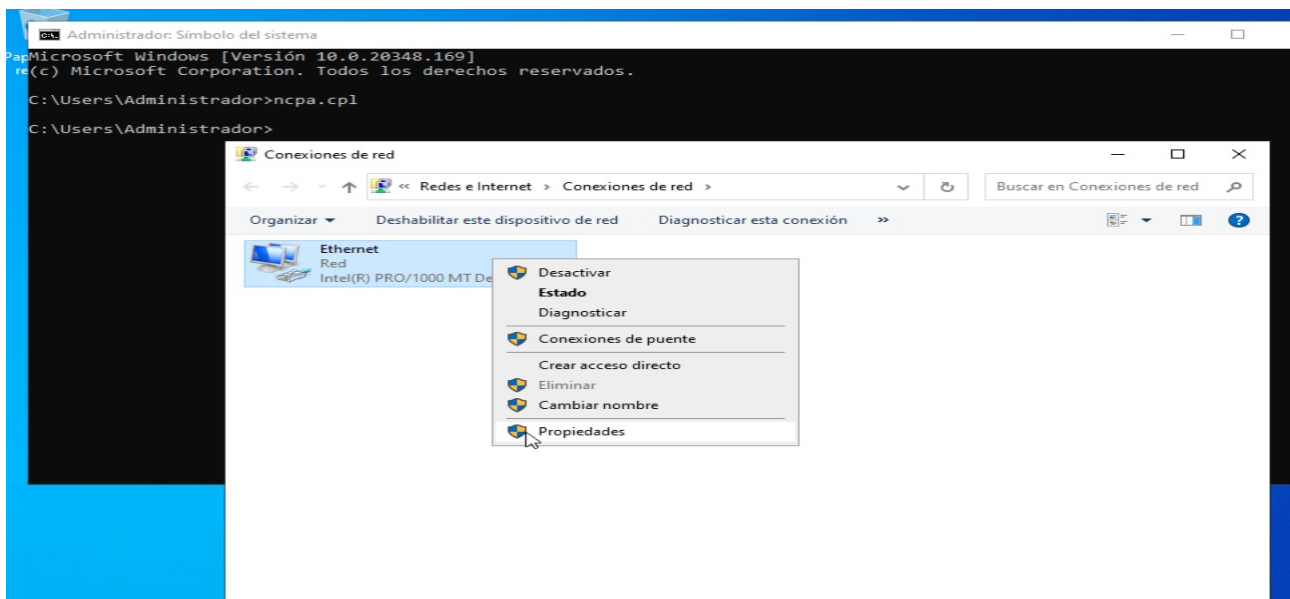 Administrador: Símbolo del sistema
Pap
re
Microsoft Windows [Versión 10.0.20348.169]
(c) Microsoft Corporation. Todos los derechos reservados.
C:\Users\Administrador>ncpa.cpl
C:\Users\Administrador>
Conexiones de red
« Redes e Internet > Conexiones de red >
Buscar en Conexiones de red
Organizar Deshabilitar este dispositivo de red Diagnosticar esta conexión »
Ethernet
Red
Intel(R) PRO/1000 MT De
Desactivar
Estado
Diagnosticar
Conexiones de puente
Crear acceso directo
Eliminar
Cambiar nombre
Propiedades